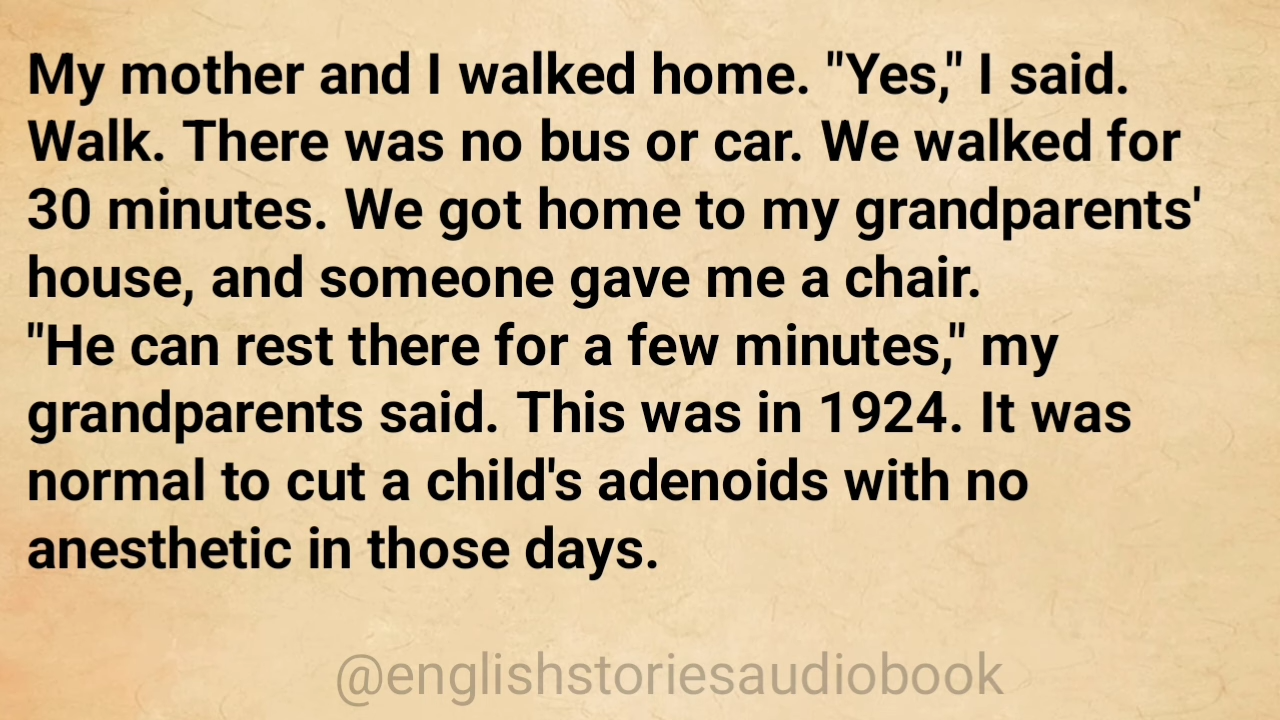 My mother and I walked home. "Yes," I said.
Walk. There was no bus or car. We walked for
30 minutes. We got home to my grandparents'
house, and someone gave me a chair.
"He can rest there for a few minutes," my
grandparents said. This was in 1924. It was
normal to cut a child's adenoids with no
anesthetic in those days.
@englishstoriesaudiobook